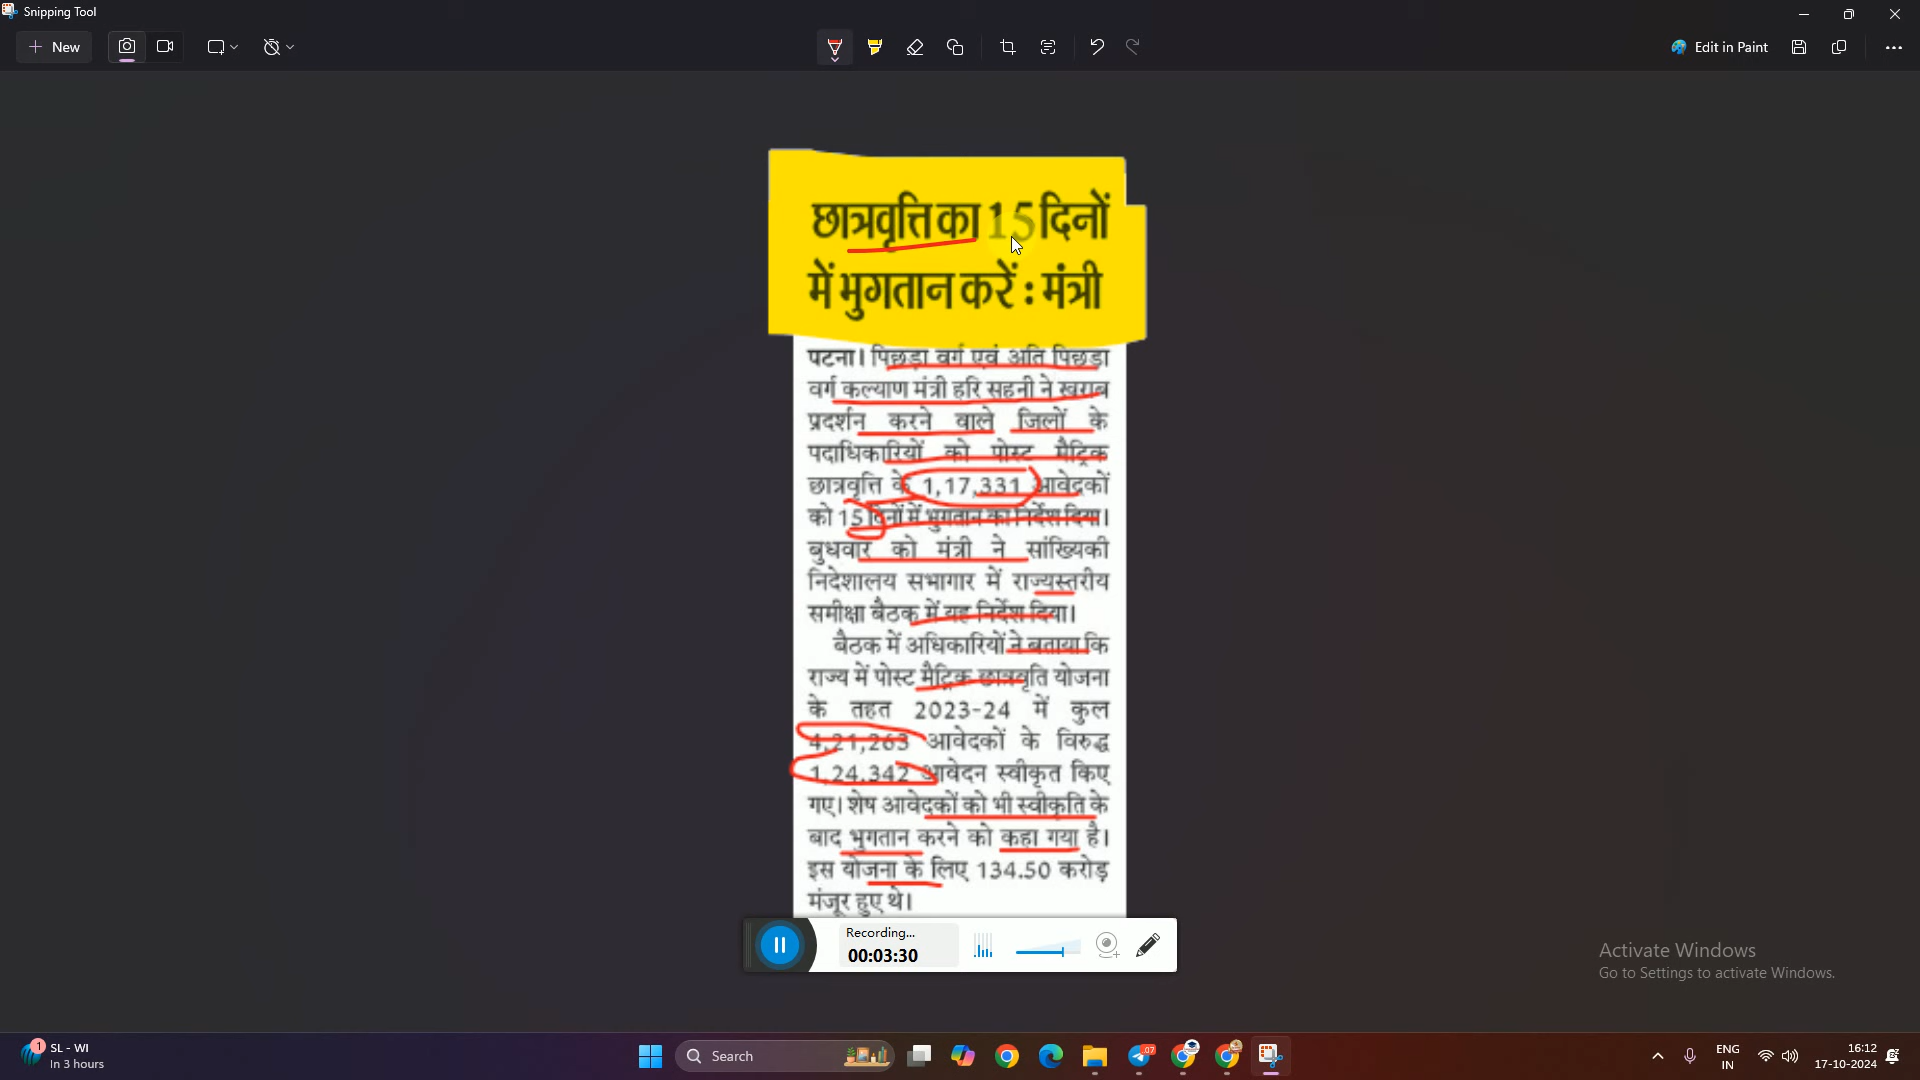 Snipping Tool
New
Edit in Paint
छात्रवृत्ति का 15 दिनों
में भुगतान करें : मंत्री
पटना। पिछड़ा वर्ग एवं अति पिछड़ा
वर्ग कल्याण मंत्री हरि सहनी ने खराब
प्रदर्शन करने वाले जिलों के
पदाधिकारियों को पोस्ट मैट्रिक
छात्रवृत्ति के 1,17,331 आवेदकों
को 15 दिनों में भुगतान का निर्देश दिया।
बुधवार को मंत्री ने सांख्यिकी
निदेशालय सभागार में राज्यस्तरीय
समीक्षा बैठक में यह निर्देश दिया।
बैठक में अधिकारियों ने बताया कि
राज्य में पोस्ट मैट्रिक छात्रवृति योजना
के तहत 2023-24 में कुल
4,21,263 आवेदकों के विरुद्ध
1,24,342 आवेदन स्वीकृत किए
गए। शेष आवेदकों को भी स्वीकृति के
बाद भुगतान करने को कहा गया है।
इस योजना के लिए 134.50 करोड़
मंजूर हुए थे।
Recording...
00:03:30
Activate Windows
Go to Settings to activate Windows.
1
SL - WI
In 3 hours
Search
07
ENG
IN
16:12
17-10-2024